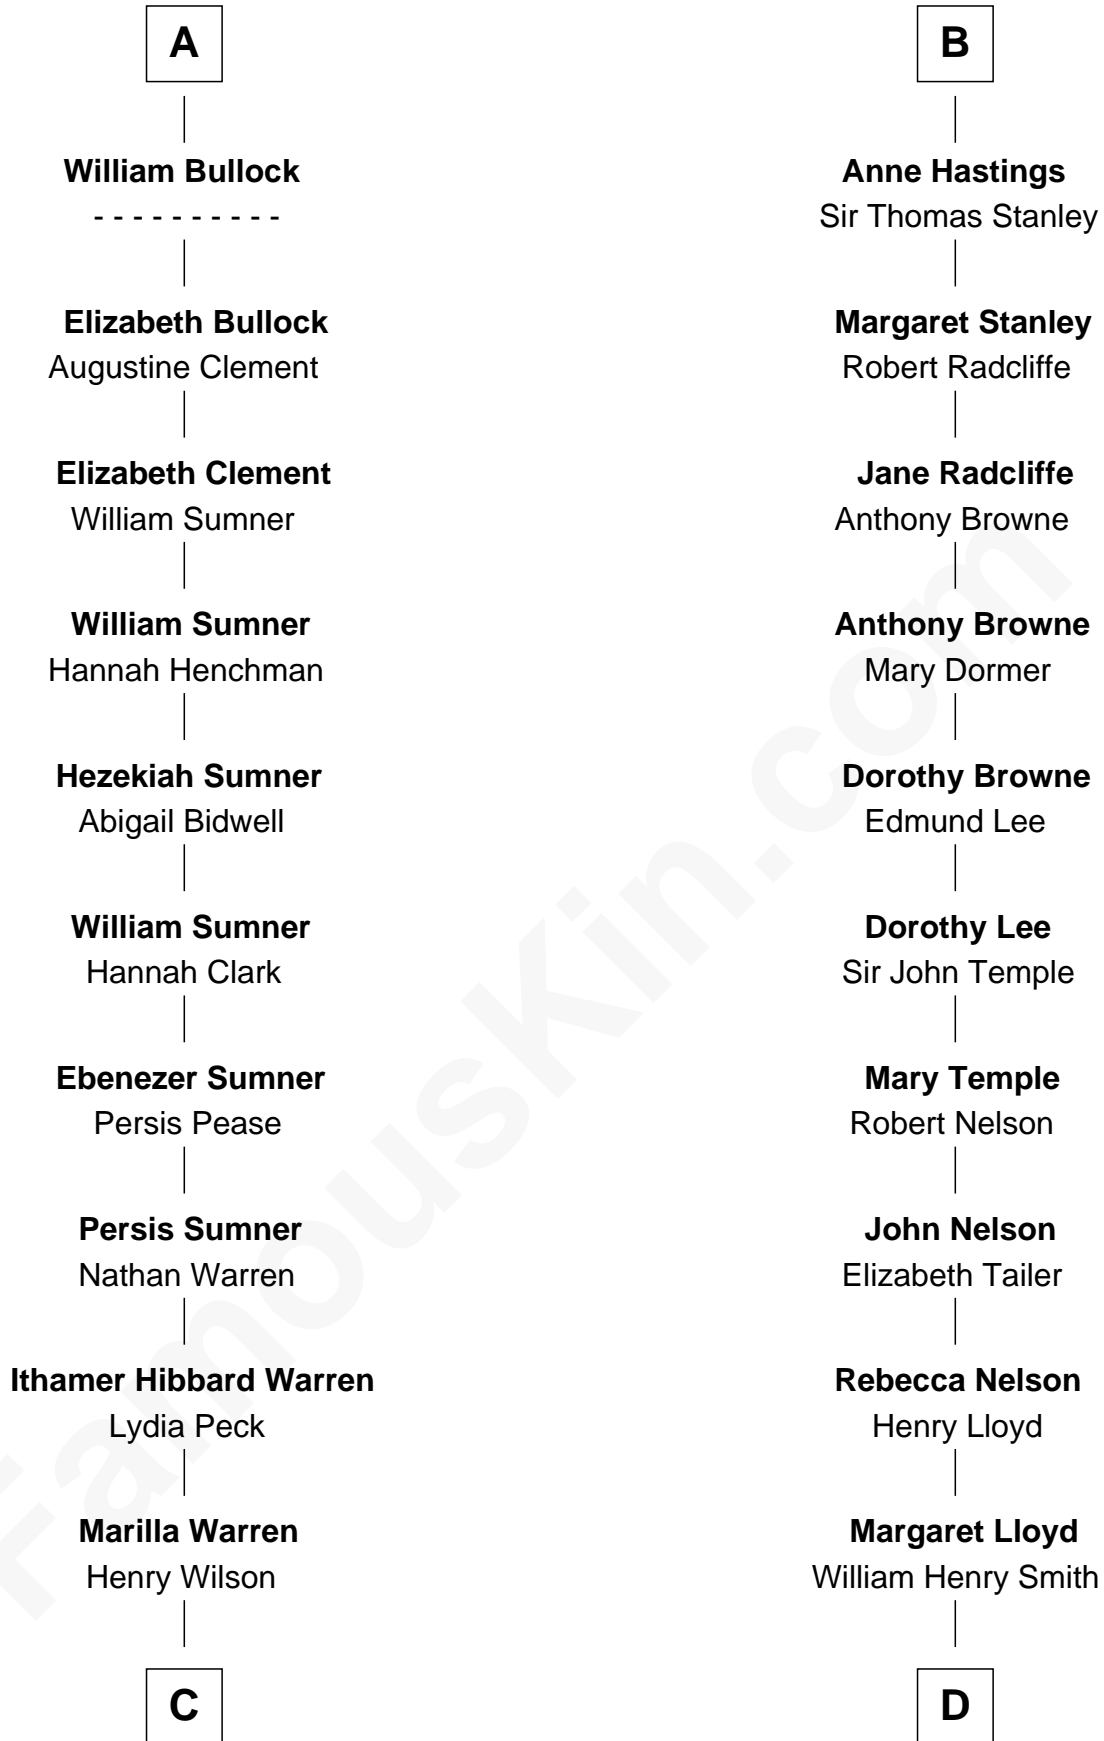 A
William Bullock
- - - - - - - - - -
Elizabeth Bullock
Augustine Clement
Elizabeth Clement
William Sumner
William Sumner
Hannah Henchman
Hezekiah Sumner
Abigail Bidwell
William Sumner
Hannah Clark
Ebenezer Sumner
Persis Pease
Persis Sumner
Nathan Warren
Ithamer Hibbard Warren
Lydia Peck
Marilla Warren
Henry Wilson
C
B
Anne Hastings
Sir Thomas Stanley
Margaret Stanley
Robert Radcliffe
Jane Radcliffe
Anthony Browne
Anthony Browne
Mary Dormer
Dorothy Browne
Edmund Lee
Dorothy Lee
Sir John Temple
Mary Temple
Robert Nelson
John Nelson
Elizabeth Tailer
Rebecca Nelson
Henry Lloyd
Margaret Lloyd
William Henry Smith
D
FamousKin.com